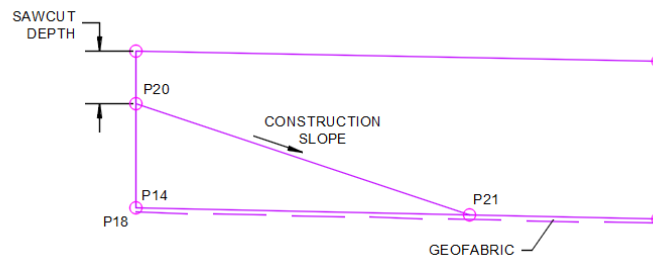 SAWCUT
DEPTH
P20
CONSTRUCTION
SLOPE
P14
P18
P21
GEOFABRIC